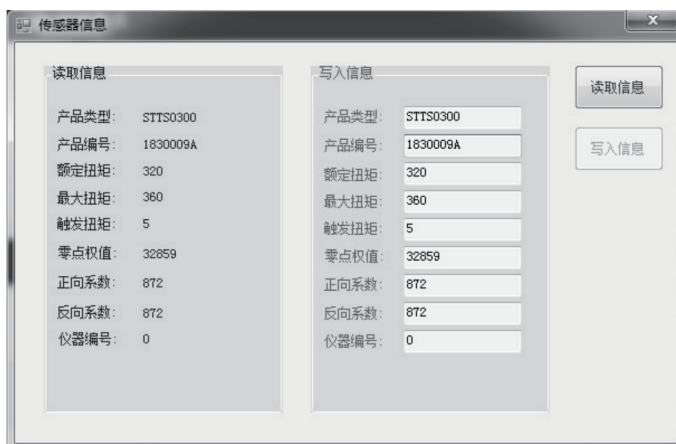 传感器信息
读取信息
产品类型: STTS0300
产品编号: 1830009A
额定扭矩: 320
最大扭矩: 360
触发扭矩: 5
零点权值: 32859
正向系数: 872
反向系数: 872
仪器编号: 0
写入信息
产品类型: STTS0300
产品编号: 1830009A
额定扭矩: 320
最大扭矩: 360
触发扭矩: 5
零点权值: 32859
正向系数: 872
反向系数: 872
仪器编号: 0
读取信息
写入信息